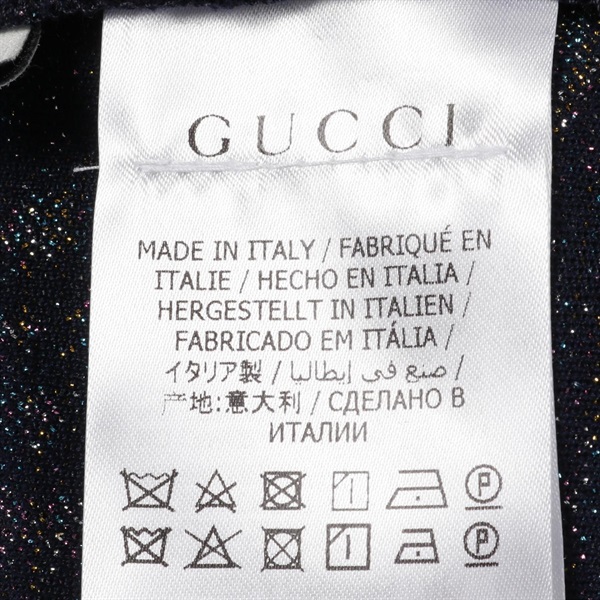 GUCCI
MADE IN ITALY / FABRIQUÉ EN
ITALIE / HECHO EN ITALIA /
HERGESTELLT IN ITALIEN /
FABRICADO EM ITÁLIA /
イタリア製 / صنع في إيطاليا /
产地:意大利 / СДЕЛАНО В
ИТАЛИИ
P
P